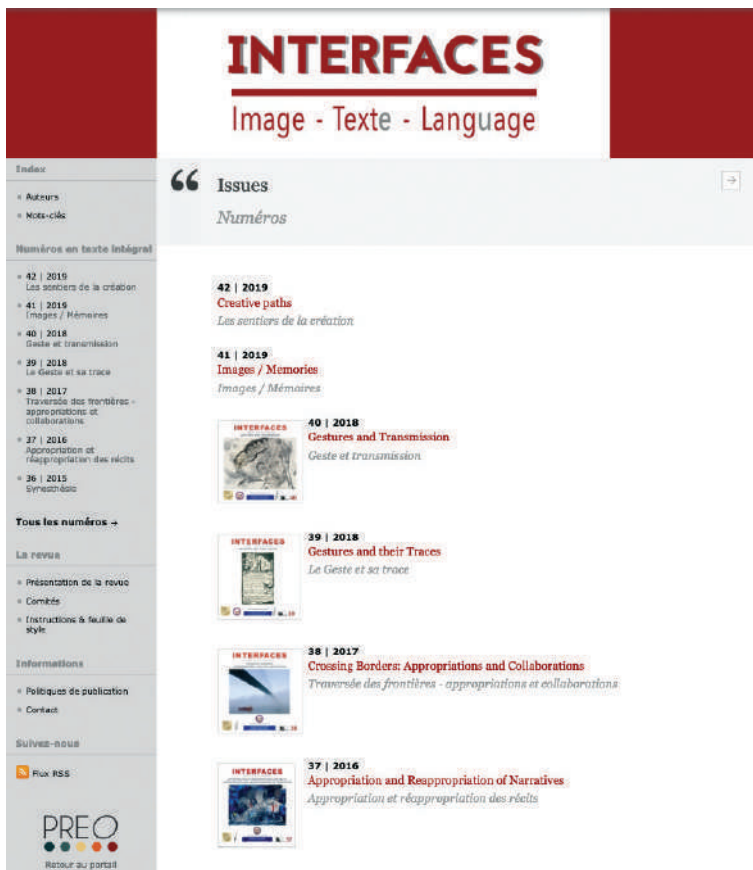 INTERFACES
Image - Texte - Language
Index
Auteurs
Mots-clés
Numéros en texte intégral
42 | 2019
Les sentiers de la création
41 | 2019
Images / Mémoires
40 | 2018
Geste et transmission
39 | 2018
Le Geste et sa trace
38 | 2017
Traversée des frontières -
appropriations et
collaborations
37 | 2016
Appropriation et
réappropriation des récits
36 | 2015
Synesthésie
Tous les numéros →
La revue
Présentation de la revue
Comités
Instructions & feuille de
style
Informations
Politiques de publication
Contact
Suivez-nous
Flux RSS
PREO
Retour au portail
“ Issues
Numéros
→
42 | 2019
Creative paths
Les sentiers de la création
41 | 2019
Images / Memories
Images / Mémoires
INTERFACES
40 | 2018
Gestures and Transmission
Geste et transmission
INTERFACES
39 | 2018
Gestures and their Traces
Le Geste et sa trace
INTERFACES
38 | 2017
Crossing Borders: Appropriations and Collaborations
Traversée des frontières - appropriations et collaborations
INTERFACES
37 | 2016
Appropriation and Reappropriation of Narratives
Appropriation et réappropriation des récits